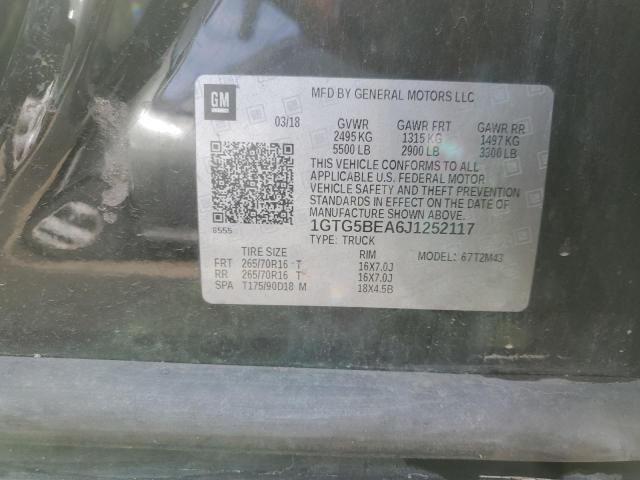 GM
MFD BY GENERAL MOTORS LLC
03/18 GVWR GAWR FRT GAWR RR
2495 KG 1315 KG 1497 KG
5500 LB 2900 LB 3300 LB
THIS VEHICLE CONFORMS TO ALL
APPLICABLE U.S. FEDERAL MOTOR
VEHICLE SAFETY AND THEFT PREVENTION
STANDARDS IN EFFECT ON THE DATE
OF MANUFACTURE SHOWN ABOVE.
8555 1GTG5BEA6J1252117
TYPE: TRUCK
TIRE SIZE RIM MODEL: 67T2M43
FRT 265/70R16 T 16X7.0J
RR 265/70R16 T 16X7.0J
SPA T175/90D18 M 18X4.5B